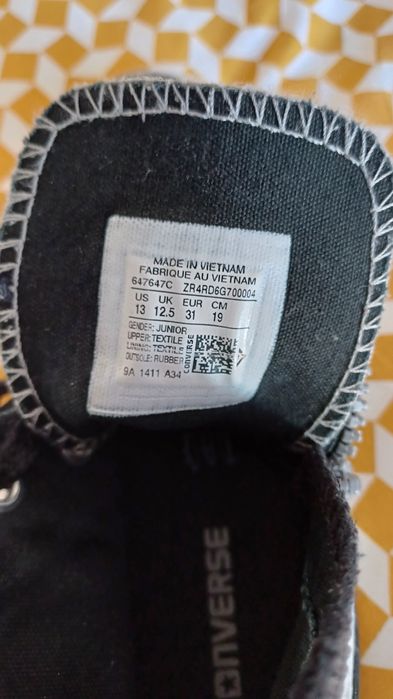 MADE IN VIETNAM
FABRIQUE AU VIETNAM
647647C ZR4RD6G700004
US UK EUR CM
13 12.5 31 19
GENDER: JUNIOR
UPPER: TEXTILE
LINING: TEXTILE
OUTSOLE: RUBBER
CONVERSE
9A 1411 A34
CONVERSE